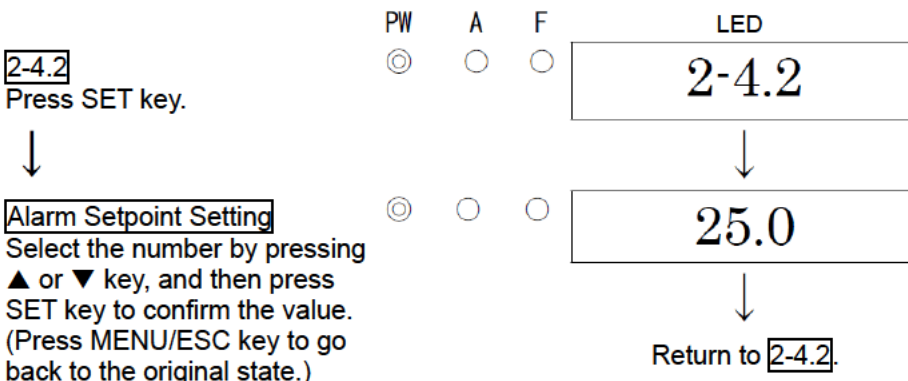 PW A F LED
2-4.2 2-4.2
Press SET key.
Alarm Setpoint Setting 25.0
Select the number by pressing
▲ or ▼ key, and then press
SET key to confirm the value.
(Press MENU/ESC key to go
back to the original state.)
Return to 2-4.2.